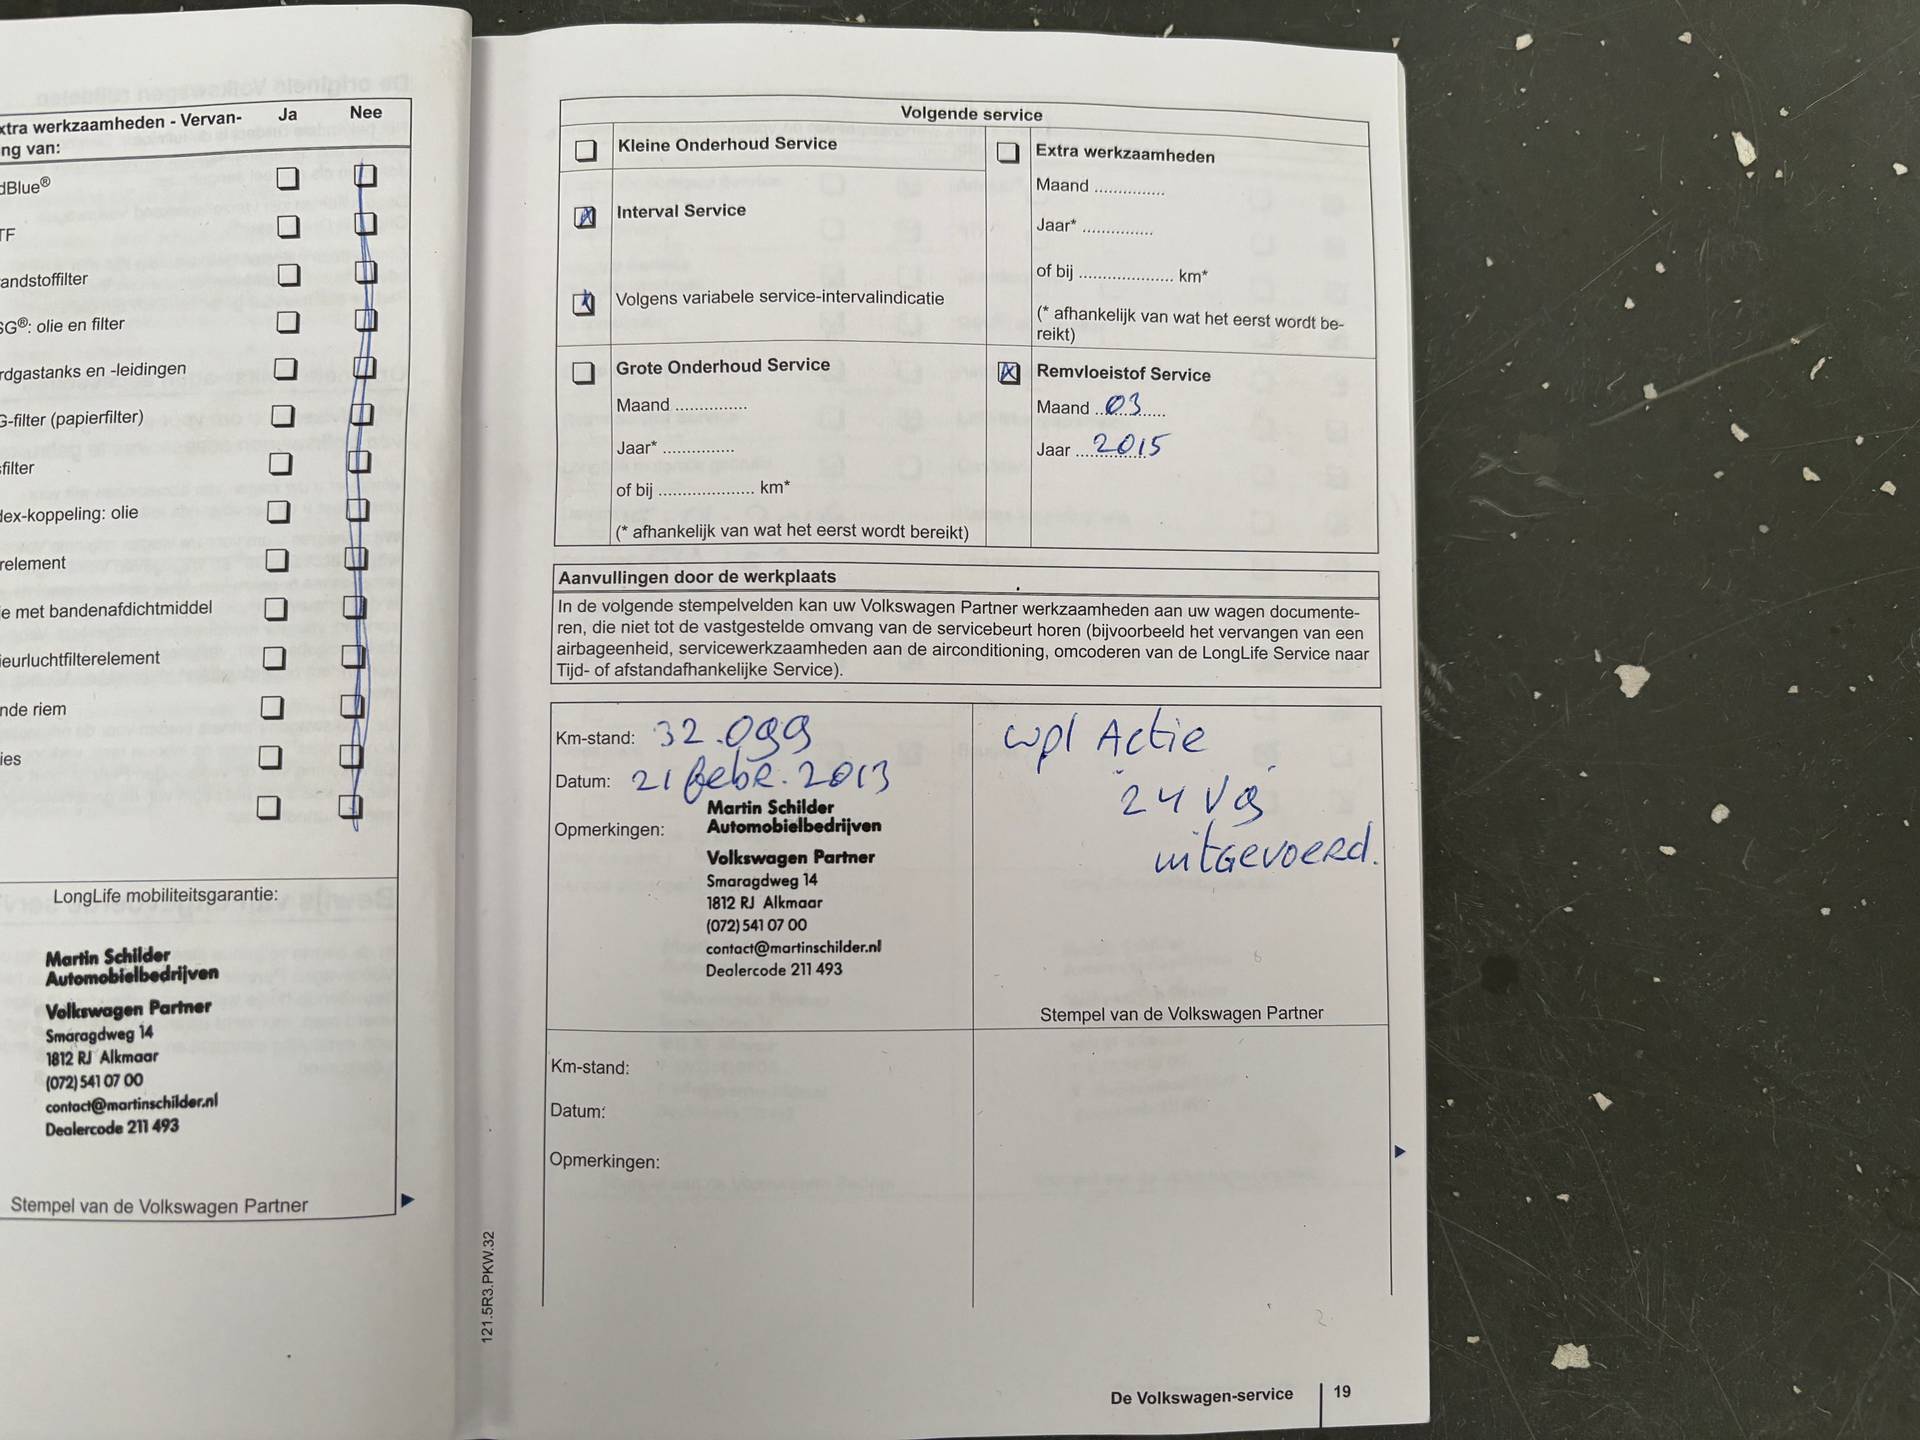 xtra werkzaamheden - Vervan-
ng van:
Ja
Nee
dBlue®
TF
andstoffilter
SG®: olie en filter
rdgastanks en -leidingen
G-filter (papierfilter)
sfilter
dex-koppeling: olie
relement
je met bandenafdichtmiddel
ieurluchtfilterelement
nde riem
ies
LongLife mobiliteitsgarantie:
Martin Schilder
Automobielbedrijven
Volkswagen Partner
Smaragdweg 14
1812 RJ Alkmaar
(072) 541 07 00
contact@martinschilder.nl
Dealercode 211 493
Stempel van de Volkswagen Partner
121.5R3.PKW.32
Volgende service
Kleine Onderhoud Service
Interval Service
Volgens variabele service-intervalindicatie
Extra werkzaamheden
Maand ..............
Jaar* ..............
of bij ................... km*
(* afhankelijk van wat het eerst wordt be-
reikt)
Grote Onderhoud Service
Maand ..............
Jaar* ..............
of bij ................... km*
(* afhankelijk van wat het eerst wordt bereikt)
Remvloeistof Service
Maand 03
Jaar 2015
Aanvullingen door de werkplaats
In de volgende stempelvelden kan uw Volkswagen Partner werkzaamheden aan uw wagen documente-
ren, die niet tot de vastgestelde omvang van de servicebeurt horen (bijvoorbeeld het vervangen van een
airbageenheid, servicewerkzaamheden aan de airconditioning, omcoderen van de LongLife Service naar
Tijd- of afstandafhankelijke Service).
Km-stand: 32.099
Datum: 21 febr. 2013
Opmerkingen:
Martin Schilder
Automobielbedrijven
Volkswagen Partner
Smaragdweg 14
1812 RJ Alkmaar
(072) 541 07 00
contact@martinschilder.nl
Dealercode 211 493
wpl Actie
24 Vg
uitgevoerd.
Stempel van de Volkswagen Partner
Km-stand:
Datum:
Opmerkingen:
De Volkswagen-service
19